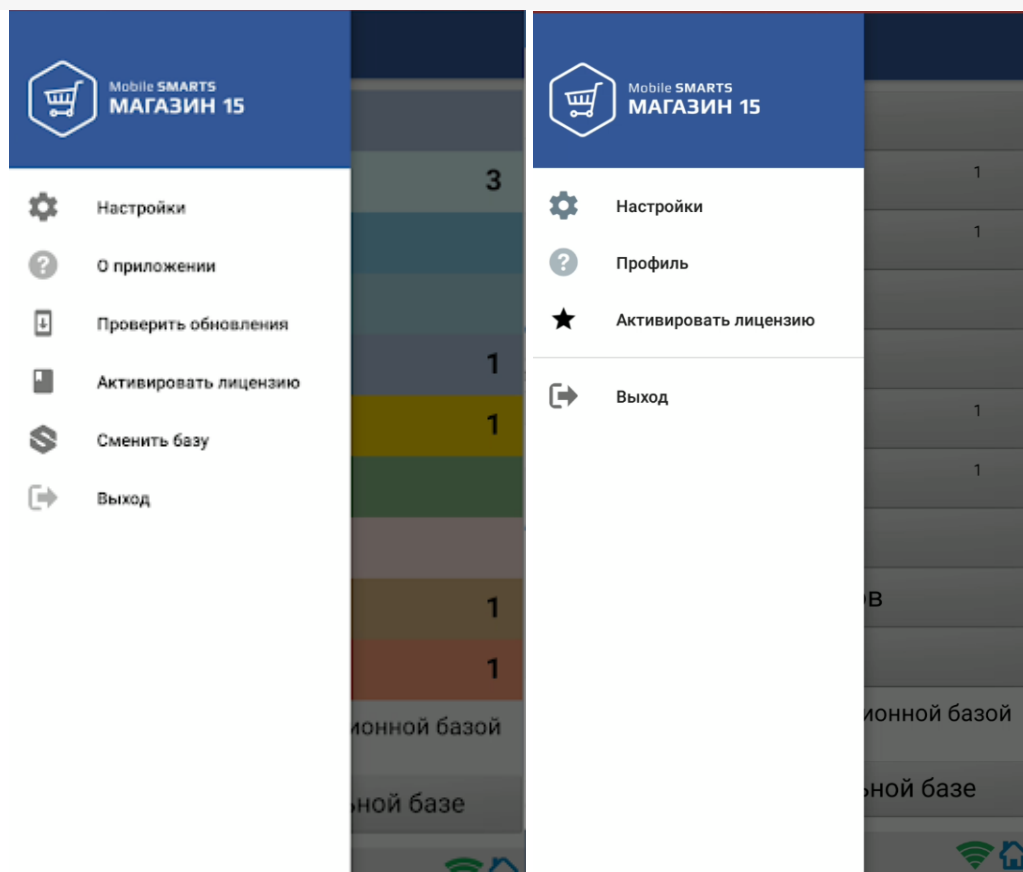 Mobile SMARTS
МАГАЗИН 15
Настройки
О приложении
Проверить обновления
Активировать лицензию
Сменить базу
Выход
3
1
1
1
1
ионной базой
ьной базе
Mobile SMARTS
МАГАЗИН 15
Настройки
Профиль
Активировать лицензию
Выход
1
1
1
1
ов
ионной базой
ьной базе